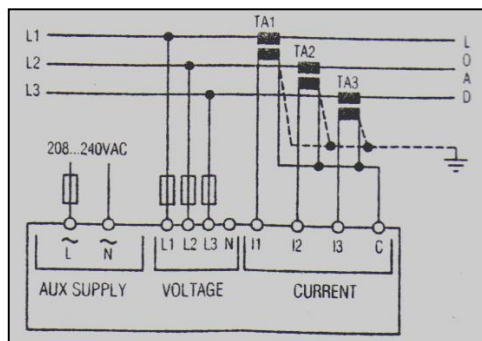 TA1
L1
L
TA2
L2
O
A
TA3
L3
D
208...240VAC
L1 L2 L3 N I1 I2 I3 C
~ ~
L N
AUX SUPPLY VOLTAGE CURRENT